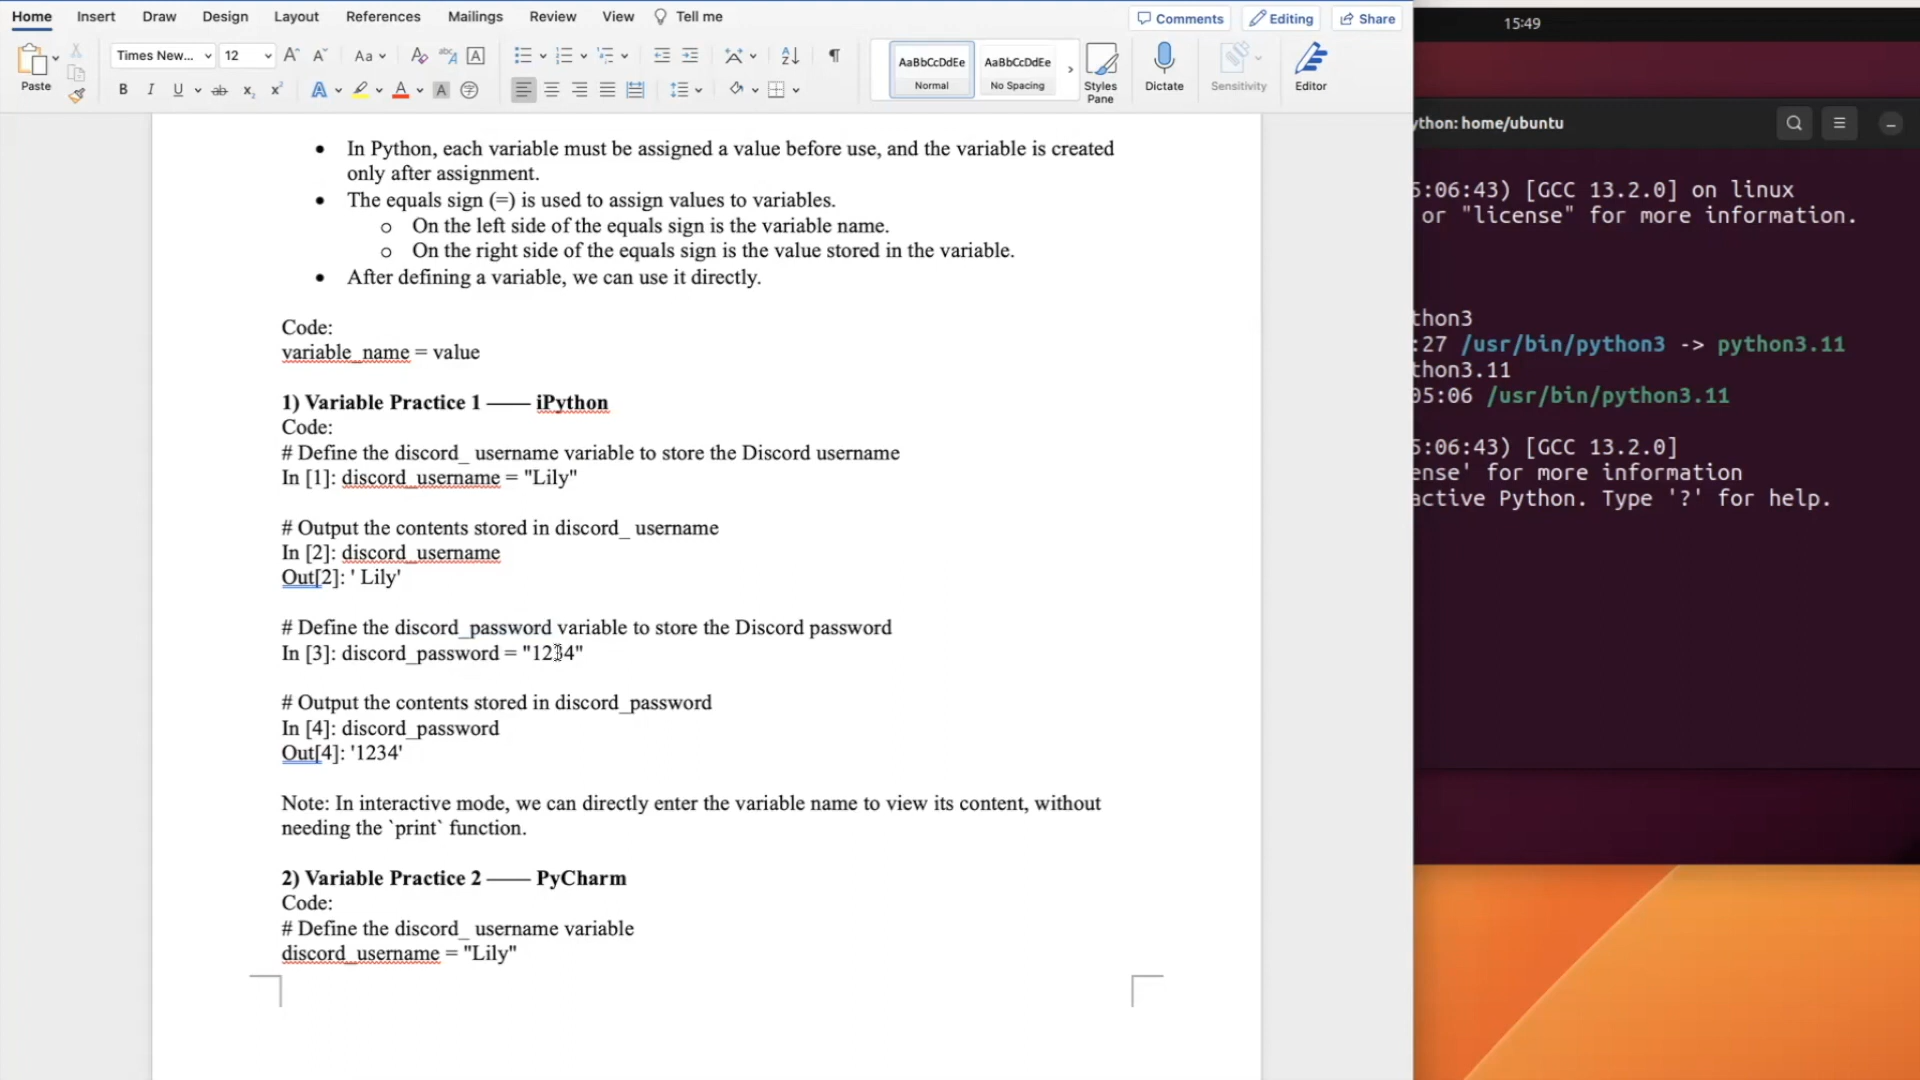 Home Insert Draw Design Layout References Mailings Review View Tell me
Comments Editing Share
15:49
Times New... 12 Aa
AaBbCcDdEe AaBbCcDdEe
Normal No Spacing
Paste
Styles
Pane
Dictate Sensitivity Editor
B I U ab x₂ x² A A A
• In Python, each variable must be assigned a value before use, and the variable is created
only after assignment.
• The equals sign (=) is used to assign values to variables.
o On the left side of the equals sign is the variable name.
o On the right side of the equals sign is the value stored in the variable.
• After defining a variable, we can use it directly.
Code:
variable_name = value
1) Variable Practice 1 —— iPython
Code:
# Define the discord_ username variable to store the Discord username
In [1]: discord_username = "Lily"
# Output the contents stored in discord_ username
In [2]: discord_username
Out[2]: ' Lily'
# Define the discord_password variable to store the Discord password
In [3]: discord_password = "1234"
# Output the contents stored in discord_password
In [4]: discord_password
Out[4]: '1234'
Note: In interactive mode, we can directly enter the variable name to view its content, without
needing the `print` function.
2) Variable Practice 2 —— PyCharm
Code:
# Define the discord_ username variable
discord_username = "Lily"
ython: home/ubuntu
5:06:43) [GCC 13.2.0] on linux
or "license" for more information.
thon3
:27 /usr/bin/python3 -> python3.11
thon3.11
05:06 /usr/bin/python3.11
5:06:43) [GCC 13.2.0]
ense' for more information
active Python. Type '?' for help.